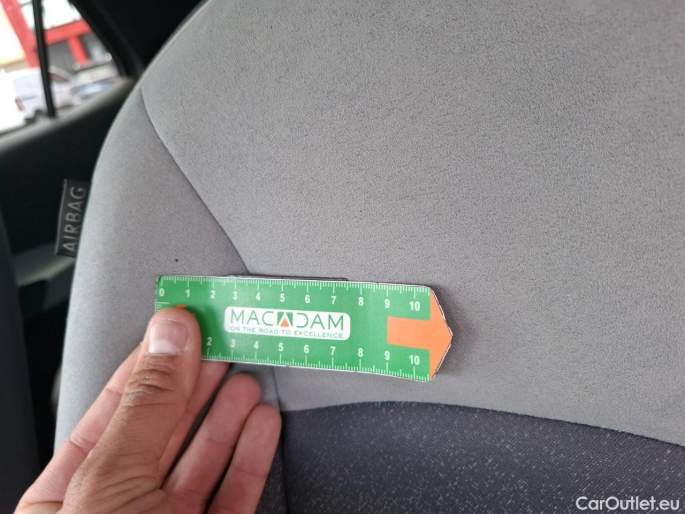 AIRBAG
0 1 2 3 4 5 6 7 8 9 10
MACADAM
ON THE ROAD TO EXCELLENCE
2 3 4 5 6 7 8 9 10
CarOutlet.eu